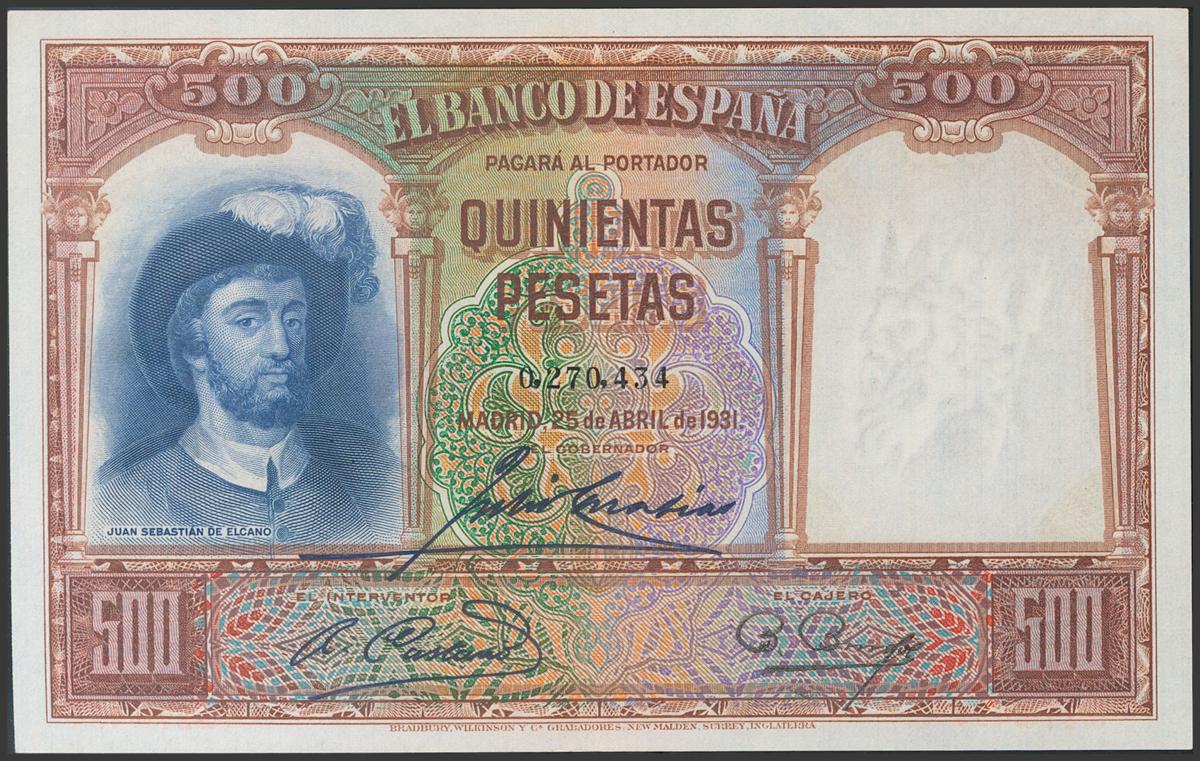 500
500
EL BANCO DE ESPAÑA
PAGARÁ AL PORTADOR
QUINIENTAS
PESETAS
0,270,434
MADRID 25 de ABRIL de 1931.
EL GOBERNADOR
JUAN SEBASTIÁN DE ELCANO
EL INTERVENTOR
EL CAJERO
500
500
BRADBURY, WILKINSON Y Cª GRABADORES, NEW MALDEN, SURREY, INGLATERRA